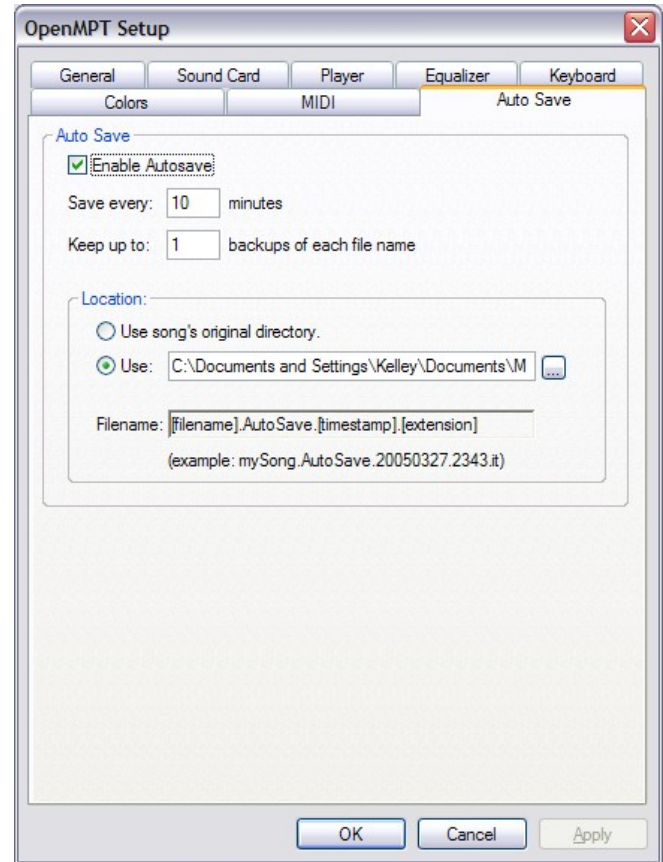 OpenMPT Setup
General Sound Card Player Equalizer Keyboard
Colors MIDI Auto Save
Auto Save
Enable Autosave
Save every: 10 minutes
Keep up to: 1 backups of each file name
Location:
Use song's original directory.
Use: C:\Documents and Settings\Kelley\Documents\M ...
Filename: [filename].AutoSave.[timestamp].[extension]
(example: mySong.AutoSave.20050327.2343.it)
OK Cancel Apply